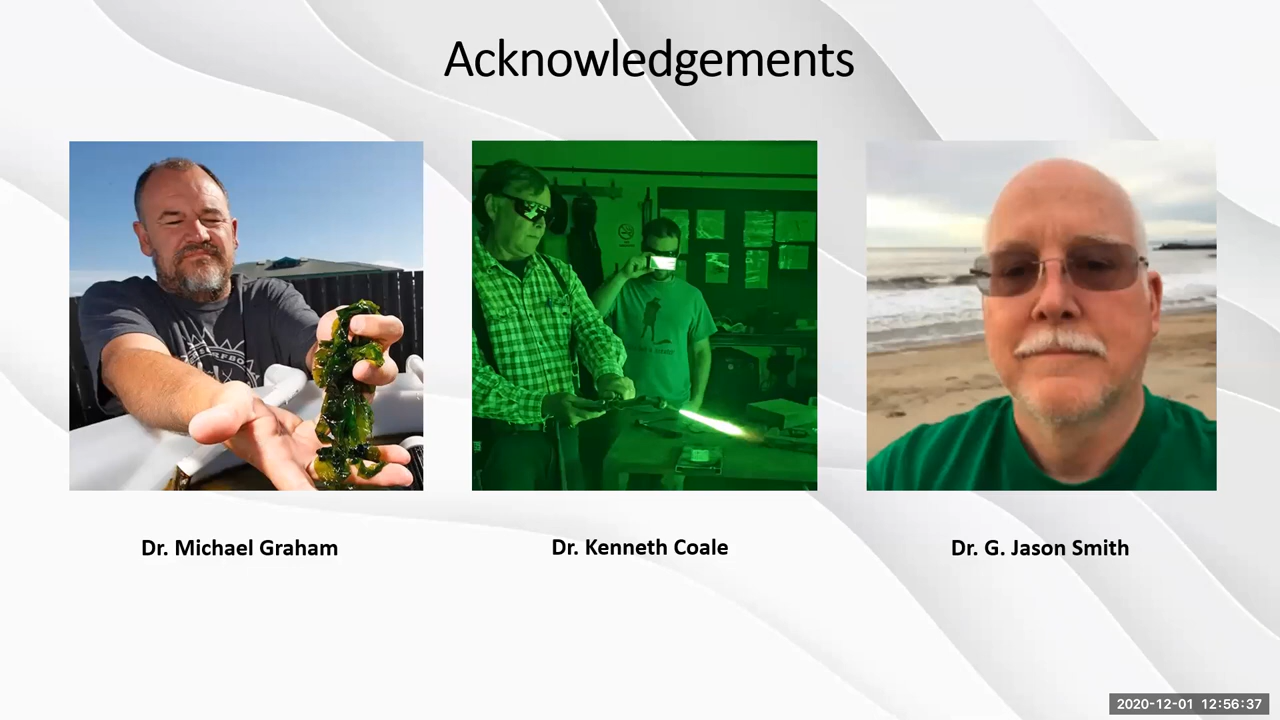 Acknowledgements
Dr. Michael Graham
Dr. Kenneth Coale
Dr. G. Jason Smith
2020-12-01 12:56:37